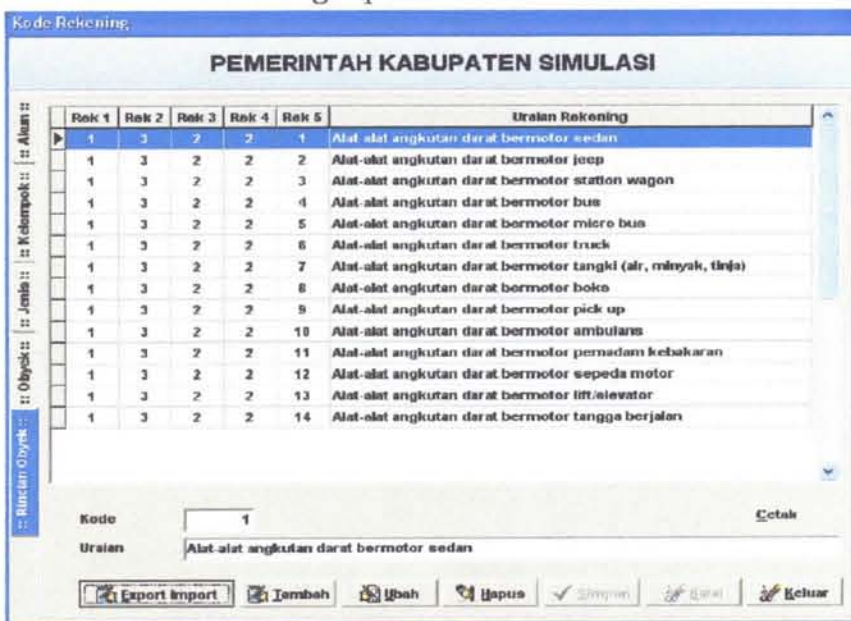 Kode Rekening
PEMERINTAH KABUPATEN SIMULASI
Rek 1 Rek 2 Rek 3 Rek 4 Rek 5 Uraian Rekening
1 3 2 2 1 Alat-alat angkutan darat bermotor sedan
1 3 2 2 2 Alat-alat angkutan darat bermotor jeep
1 3 2 2 3 Alat-alat angkutan darat bermotor station wagon
1 3 2 2 4 Alat-alat angkutan darat bermotor bus
1 3 2 2 5 Alat-alat angkutan darat bermotor micro bus
1 3 2 2 6 Alat-alat angkutan darat bermotor truck
1 3 2 2 7 Alat-alat angkutan darat bermotor tangki (air, minyak, tinja)
1 3 2 2 8 Alat-alat angkutan darat bermotor boks
1 3 2 2 9 Alat-alat angkutan darat bermotor pick up
1 3 2 2 10 Alat-alat angkutan darat bermotor ambulans
1 3 2 2 11 Alat-alat angkutan darat bermotor pemadam kebakaran
1 3 2 2 12 Alat-alat angkutan darat bermotor sepeda motor
1 3 2 2 13 Alat-alat angkutan darat bermotor lift/elevator
1 3 2 2 14 Alat-alat angkutan darat bermotor tangga berjalan
:: Akun ::
:: Kelompok ::
:: Jenis ::
:: Obyek ::
:: Rincian Obyek ::
Kode 1 Cetak
Uraian Alat-alat angkutan darat bermotor sedan
Export Import Tambah Ubah Hapus Simpan Batal Keluar